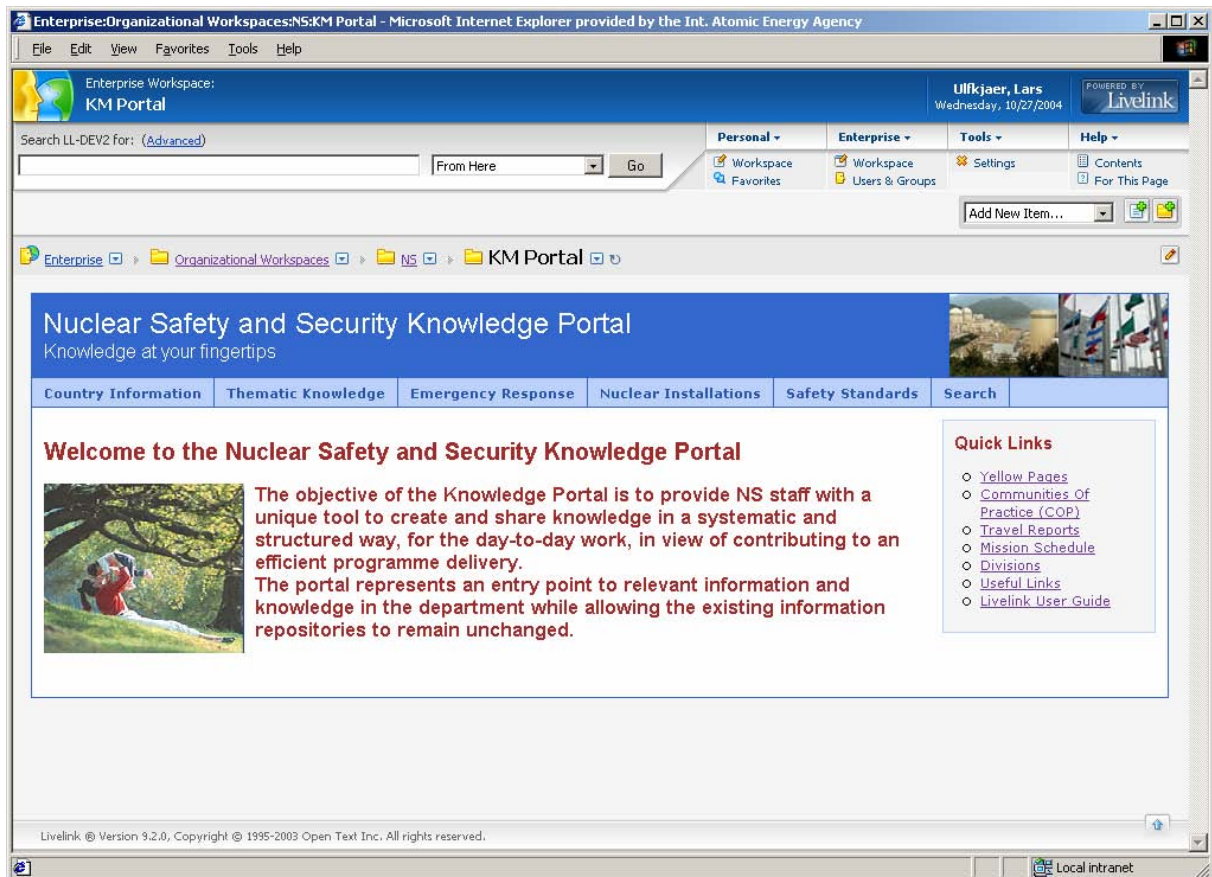 Enterprise:Organizational Workspaces:NS:KM Portal - Microsoft Internet Explorer provided by the Int. Atomic Energy Agency
File Edit View Favorites Tools Help
Enterprise Workspace:
KM Portal
Ulfkjaer, Lars
Wednesday, 10/27/2004
POWERED BY
Livelink
Search LL-DEV2 for: (Advanced)
From Here
Go
Personal
Enterprise
Tools
Help
Workspace
Favorites
Workspace
Users & Groups
Settings
Contents
For This Page
Add New Item...
Enterprise Organizational Workspaces NS KM Portal
Nuclear Safety and Security Knowledge Portal
Knowledge at your fingertips
Country Information Thematic Knowledge Emergency Response Nuclear Installations Safety Standards Search
Welcome to the Nuclear Safety and Security Knowledge Portal
The objective of the Knowledge Portal is to provide NS staff with a
unique tool to create and share knowledge in a systematic and
structured way, for the day-to-day work, in view of contributing to an
efficient programme delivery.
The portal represents an entry point to relevant information and
knowledge in the department while allowing the existing information
repositories to remain unchanged.
Quick Links
Yellow Pages
Communities Of
Practice (COP)
Travel Reports
Mission Schedule
Divisions
Useful Links
Livelink User Guide
Livelink ® Version 9.2.0, Copyright © 1995-2003 Open Text Inc. All rights reserved.
Local intranet